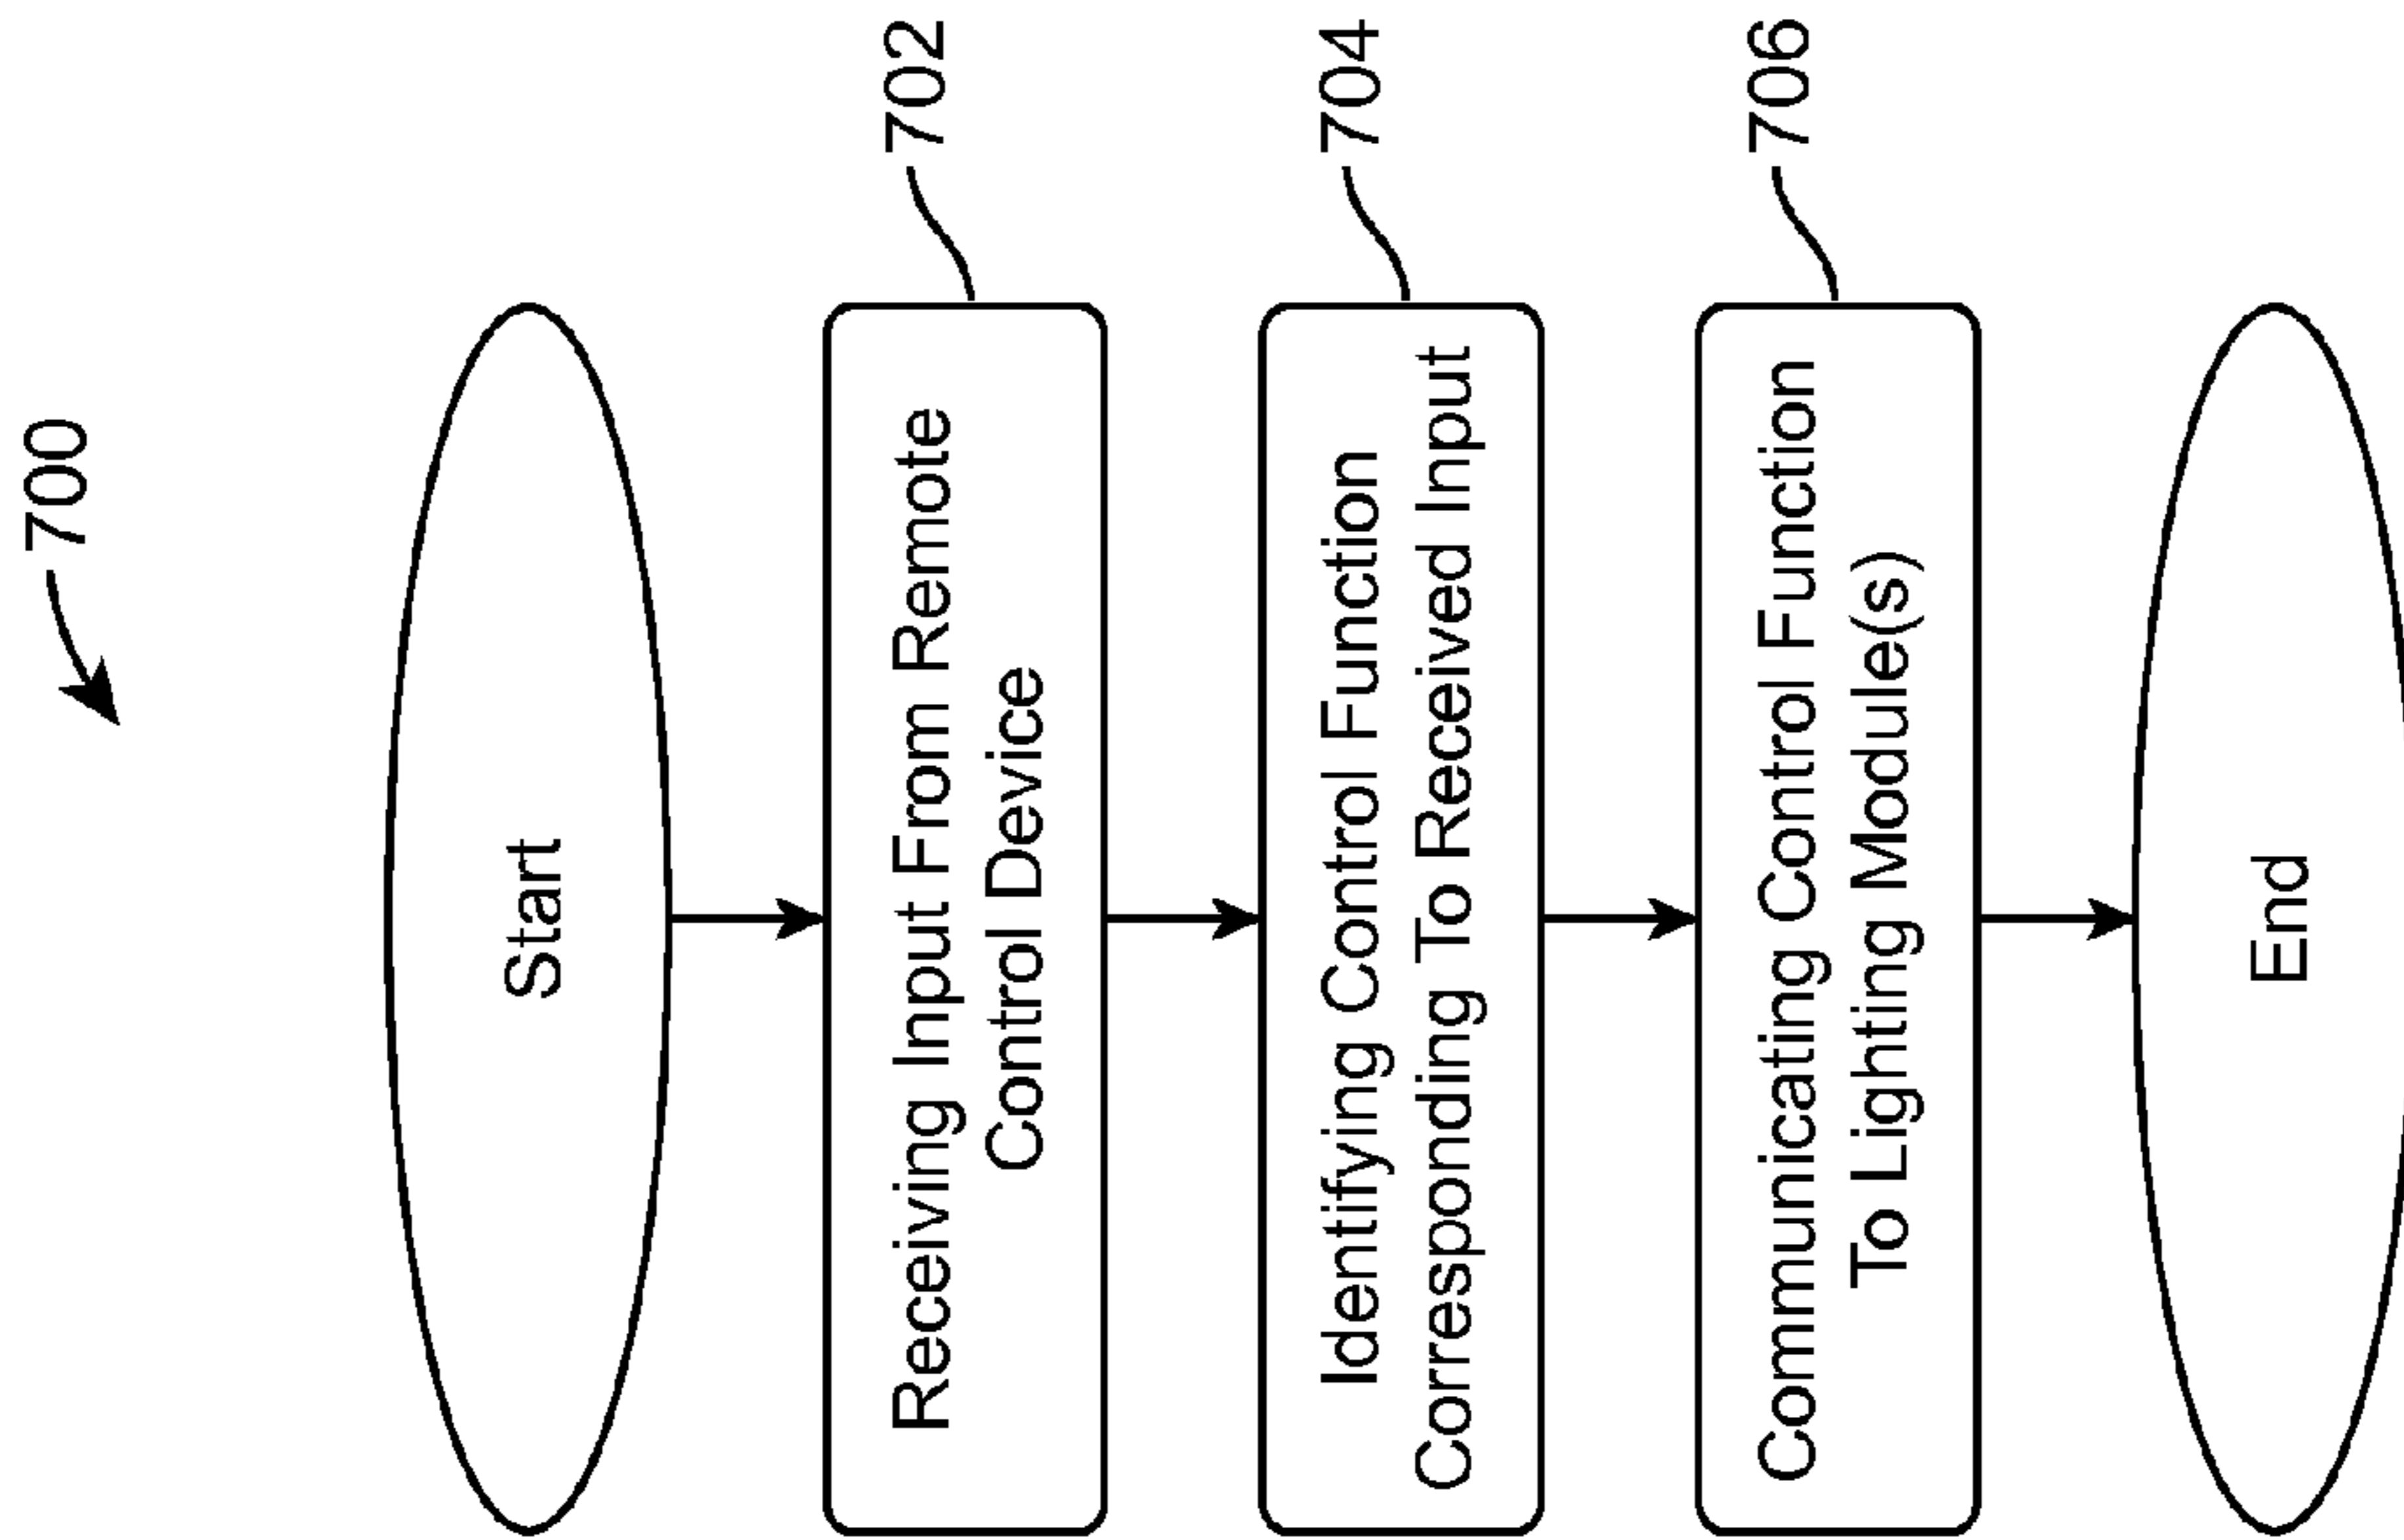 700
Start
Receiving Input From Remote
Control Device
702
Identifying Control Function
Corresponding To Received Input
704
Communicating Control Function
To Lighting Module(s)
706
End